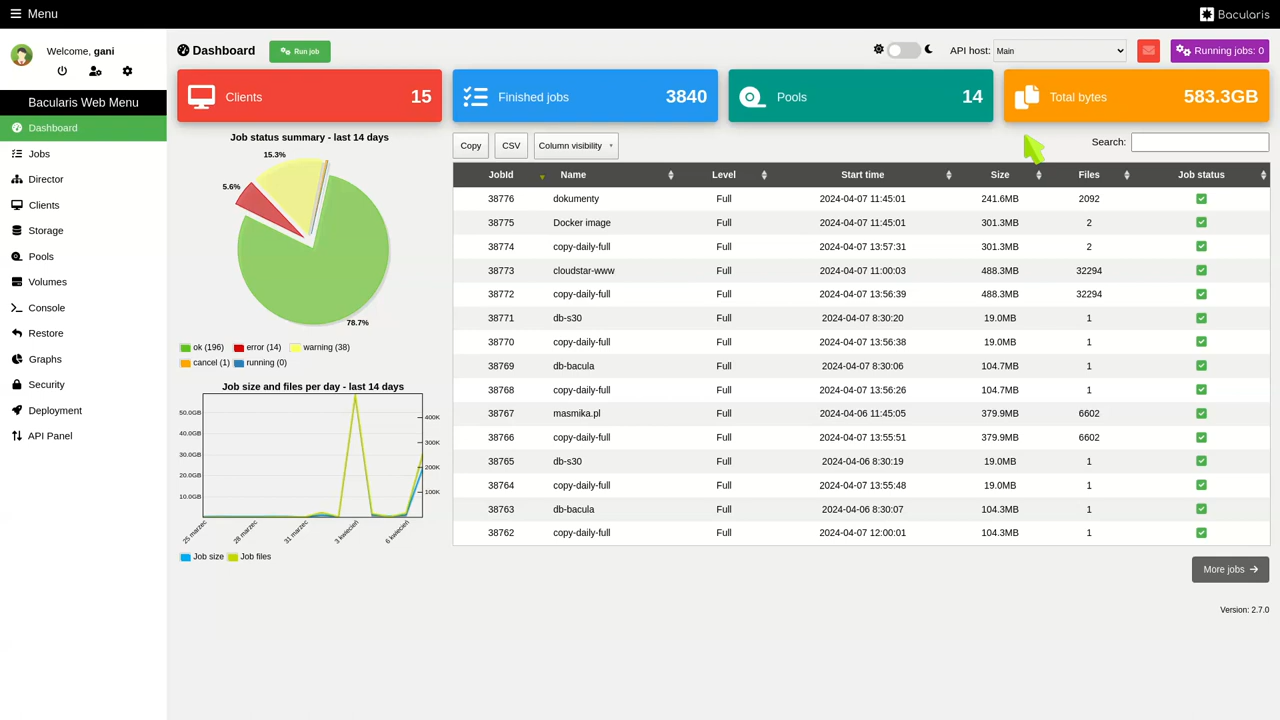 Menu
Bacularis
Welcome, gani
Bacularis Web Menu
Dashboard
Jobs
Director
Clients
Storage
Pools
Volumes
Console
Restore
Graphs
Security
Deployment
API Panel
Dashboard Run job API host: Main Running jobs: 0
Clients 15
Finished jobs 3840
Pools 14
Total bytes 583.3GB
Job status summary - last 14 days
15.3%
5.6%
78.7%
ok (196) error (14) warning (38)
cancel (1) running (0)
Job size and files per day - last 14 days
50.0GB
40.0GB
30.0GB
20.0GB
10.0GB
400K
300K
200K
100K
25 marzec 28 marzec 31 marzec 3 kwiecień 6 kwiecień
Job size Job files
Copy CSV Column visibility Search:
JobId Name Level Start time Size Files Job status
38776 dokumenty Full 2024-04-07 11:45:01 241.6MB 2092
38775 Docker image Full 2024-04-07 11:45:01 301.3MB 2
38774 copy-daily-full Full 2024-04-07 13:57:31 301.3MB 2
38773 cloudstar-www Full 2024-04-07 11:00:03 488.3MB 32294
38772 copy-daily-full Full 2024-04-07 13:56:39 488.3MB 32294
38771 db-s30 Full 2024-04-07 8:30:20 19.0MB 1
38770 copy-daily-full Full 2024-04-07 13:56:38 19.0MB 1
38769 db-bacula Full 2024-04-07 8:30:06 104.7MB 1
38768 copy-daily-full Full 2024-04-07 13:56:26 104.7MB 1
38767 masmika.pl Full 2024-04-06 11:45:05 379.9MB 6602
38766 copy-daily-full Full 2024-04-07 13:55:51 379.9MB 6602
38765 db-s30 Full 2024-04-06 8:30:19 19.0MB 1
38764 copy-daily-full Full 2024-04-07 13:55:48 19.0MB 1
38763 db-bacula Full 2024-04-06 8:30:07 104.3MB 1
38762 copy-daily-full Full 2024-04-07 12:00:01 104.3MB 1
More jobs
Version: 2.7.0